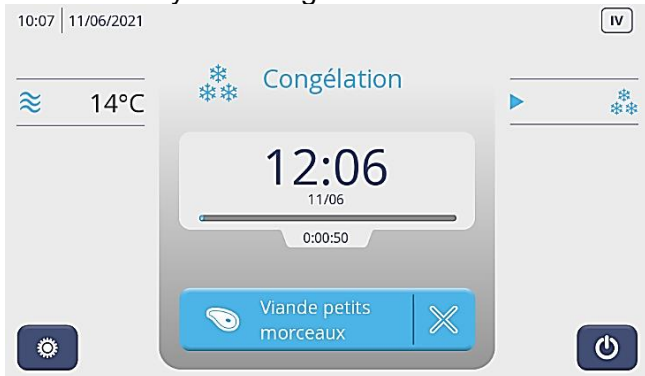 10:07 11/06/2021
IV
Congélation
14°C
12:06
11/06
0:00:50
Viande petits
morceaux